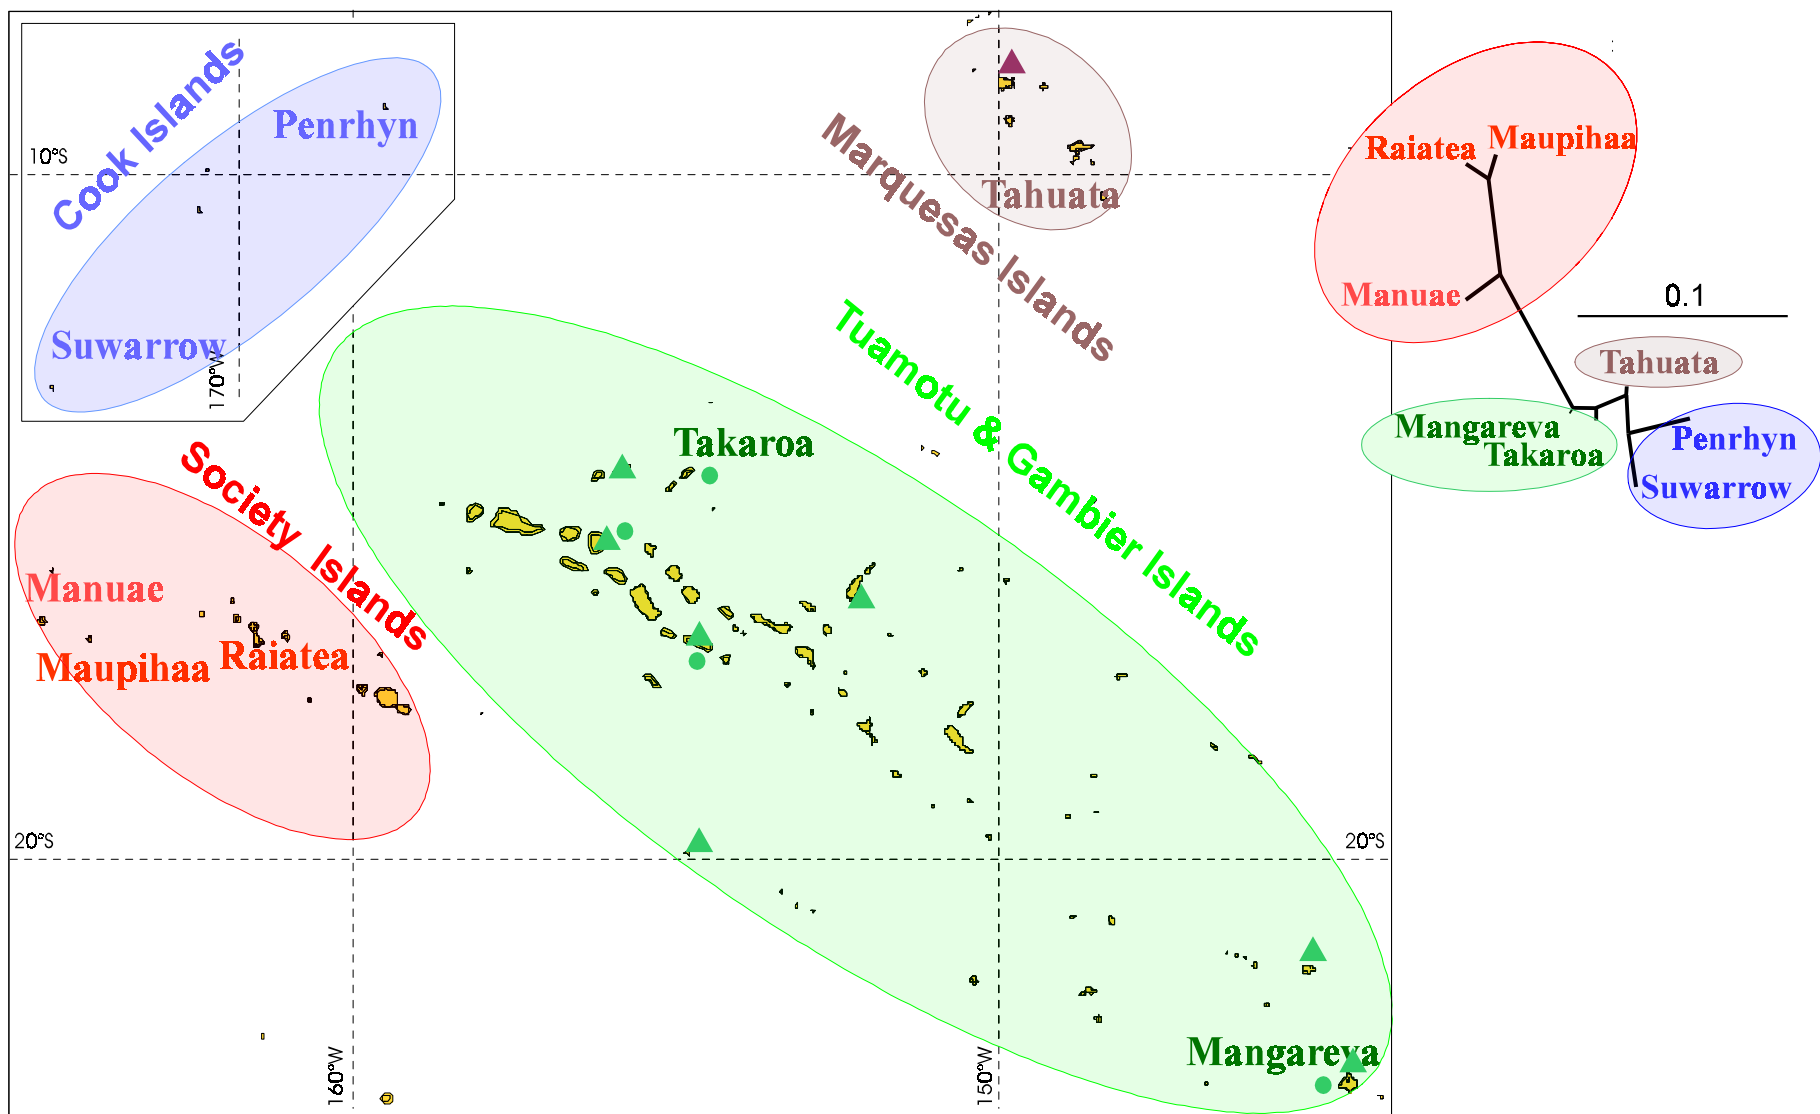 Cook Islands
Penrhyn
10°S
Suwarrow
170°W
Marquesas Islands
Tahuata
Tuamotu & Gambier Islands
Takaroa
Society Islands
Manuae
Maupihaa
Raiatea
20°S
20°S
160°W
150°W
Mangareva
Raiatea
Maupihaa
Manuae
0.1
Tahuata
Mangareva
Takaroa
Penrhyn
Suwarrow